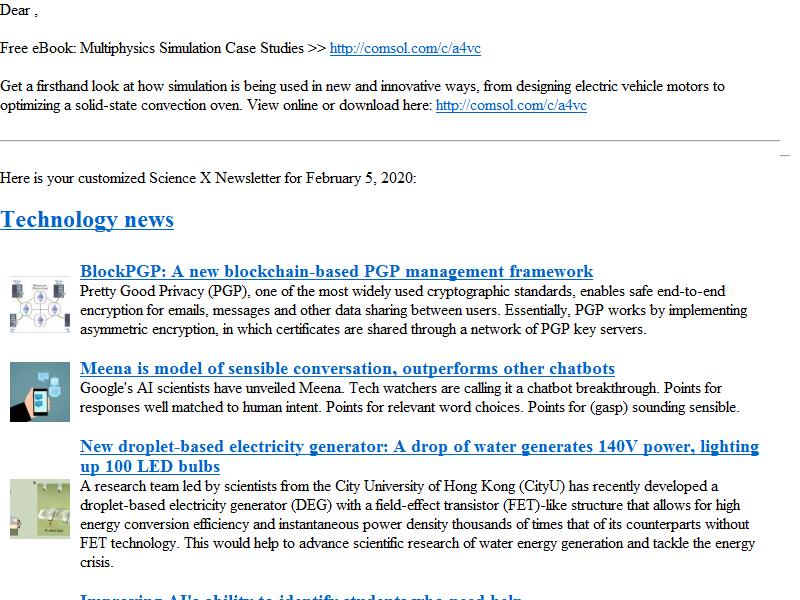 Dear ,
Free eBook: Multiphysics Simulation Case Studies >> http://comsol.com/c/a4vc
Get a firsthand look at how simulation is being used in new and innovative ways, from designing electric vehicle motors to
optimizing a solid-state convection oven. View online or download here: http://comsol.com/c/a4vc
Here is your customized Science X Newsletter for February 5, 2020:
Technology news
BlockPGP: A new blockchain-based PGP management framework
Pretty Good Privacy (PGP), one of the most widely used cryptographic standards, enables safe end-to-end
encryption for emails, messages and other data sharing between users. Essentially, PGP works by implementing
asymmetric encryption, in which certificates are shared through a network of PGP key servers.
Meena is model of sensible conversation, outperforms other chatbots
Google's AI scientists have unveiled Meena. Tech watchers are calling it a chatbot breakthrough. Points for
responses well matched to human intent. Points for relevant word choices. Points for (gasp) sounding sensible.
New droplet-based electricity generator: A drop of water generates 140V power, lighting
up 100 LED bulbs
A research team led by scientists from the City University of Hong Kong (CityU) has recently developed a
droplet-based electricity generator (DEG) with a field-effect transistor (FET)-like structure that allows for high
energy conversion efficiency and instantaneous power density thousands of times that of its counterparts without
FET technology. This would help to advance scientific research of water energy generation and tackle the energy
crisis.
Improving AI's ability to identify students who need help